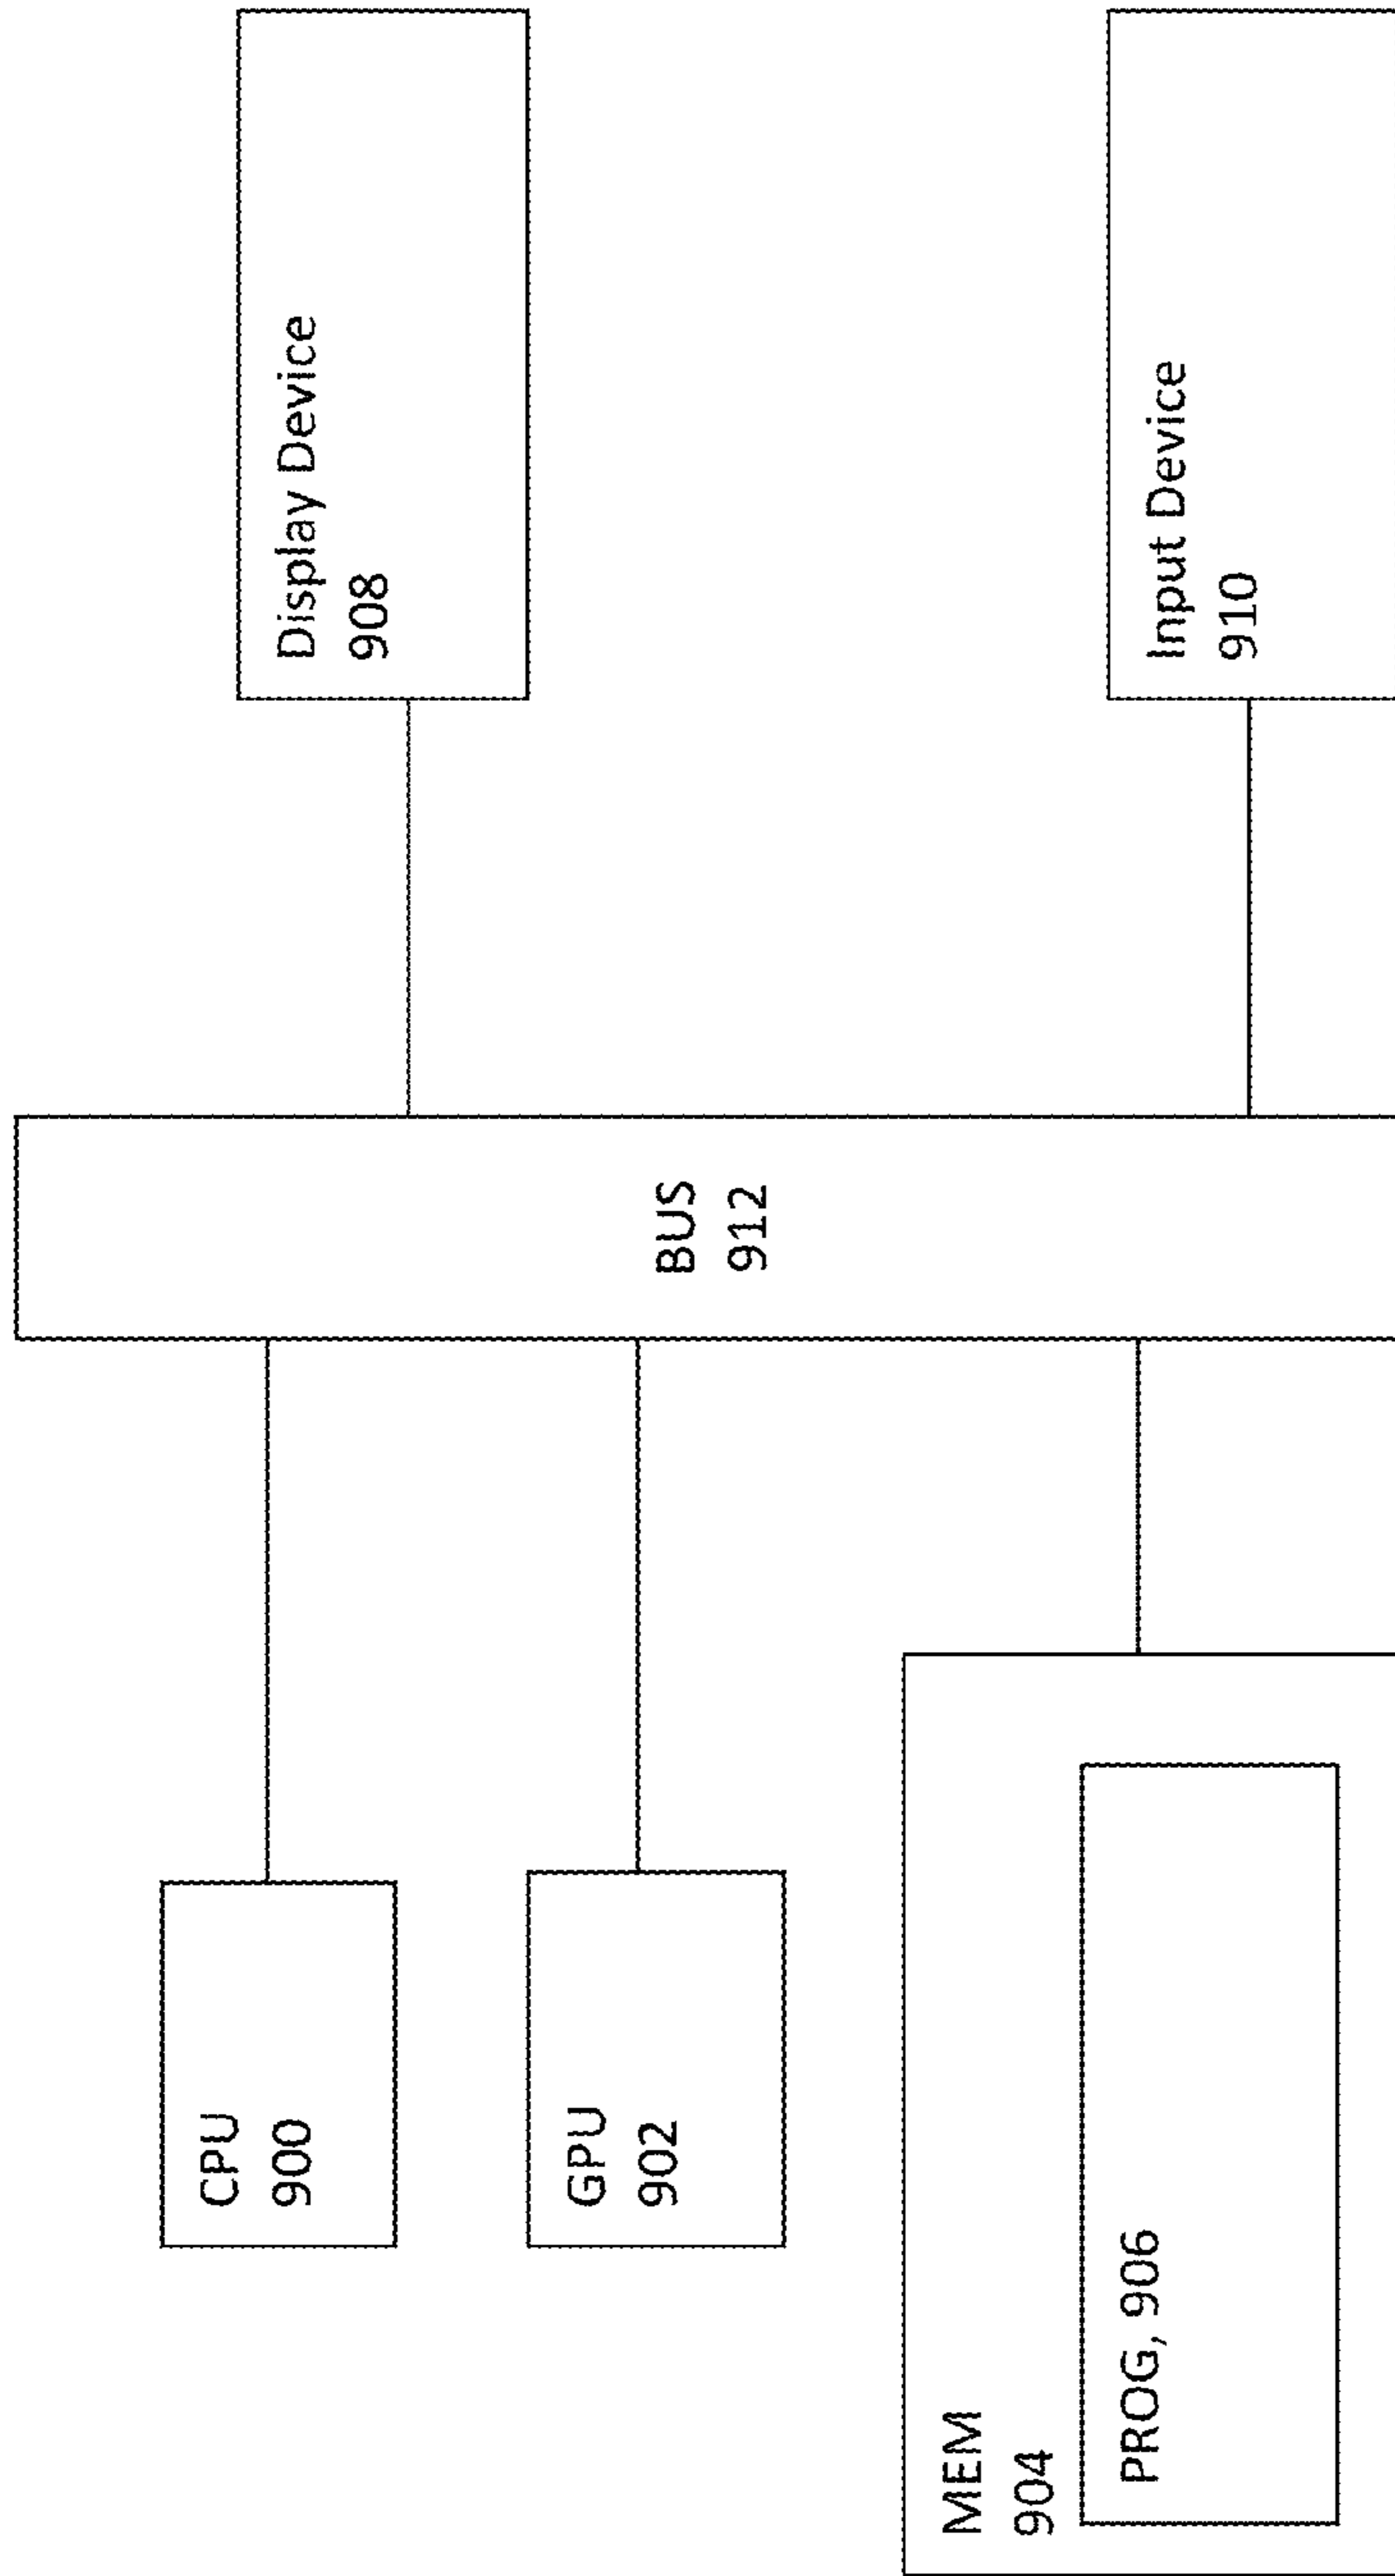 CPU
900
GPU
902
MEM
904
PROG, 906
BUS
912
Display Device
908
Input Device
910